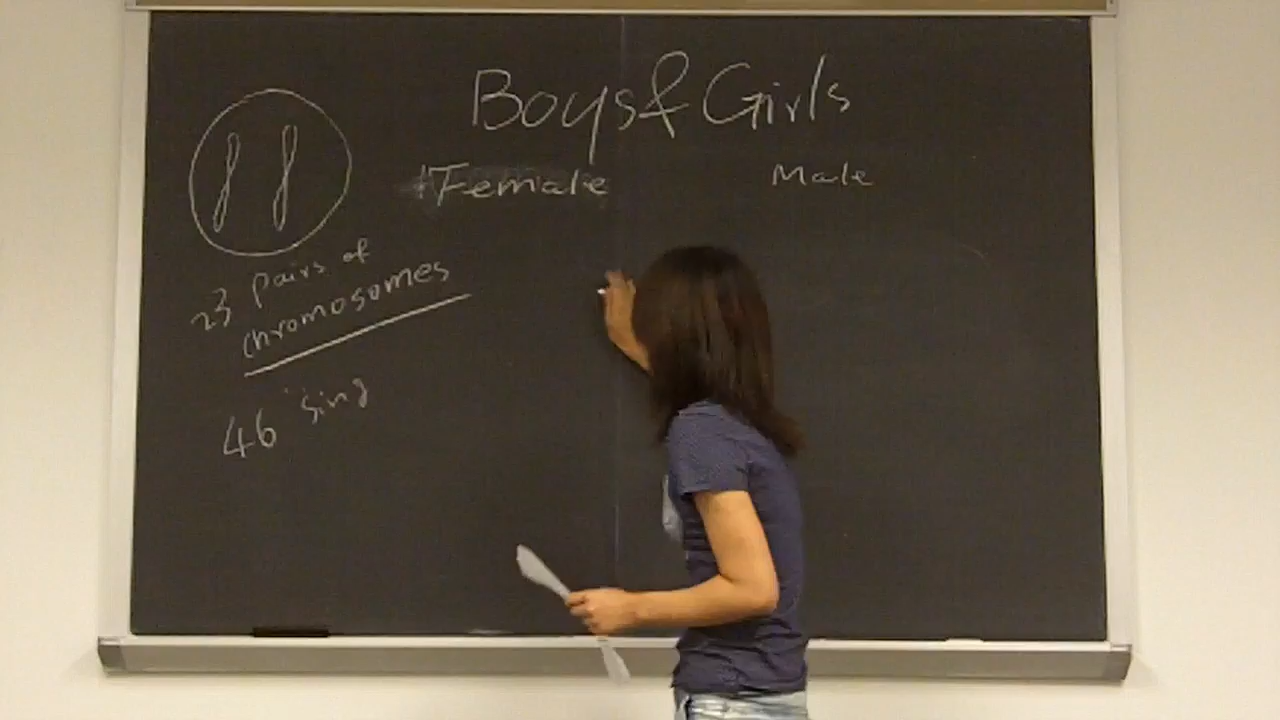 Boys & Girls
Female
Male
23 pairs of
chromosomes
46 sing